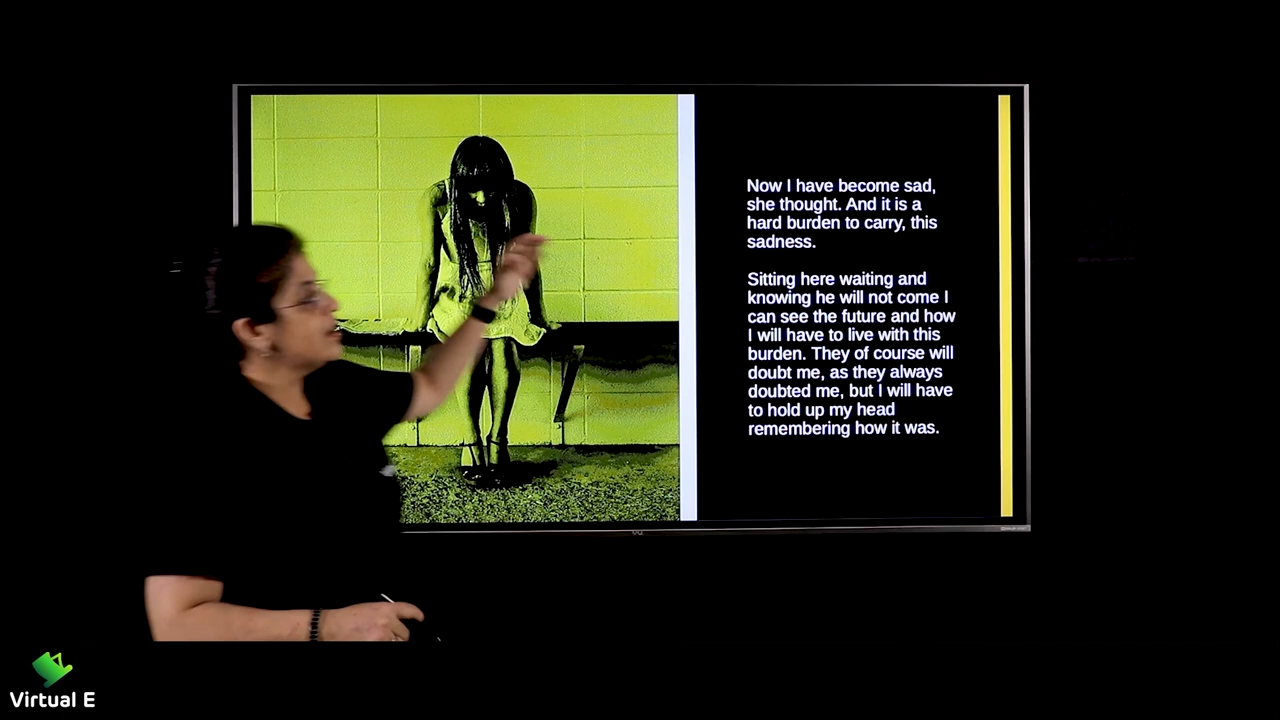 Now I have become sad,
she thought. And it is a
hard burden to carry, this
sadness.
Sitting here waiting and
knowing he will not come I
can see the future and how
I will have to live with this
burden. They of course will
doubt me, as they always
doubted me, but I will have
to hold up my head
remembering how it was.
Virtual E